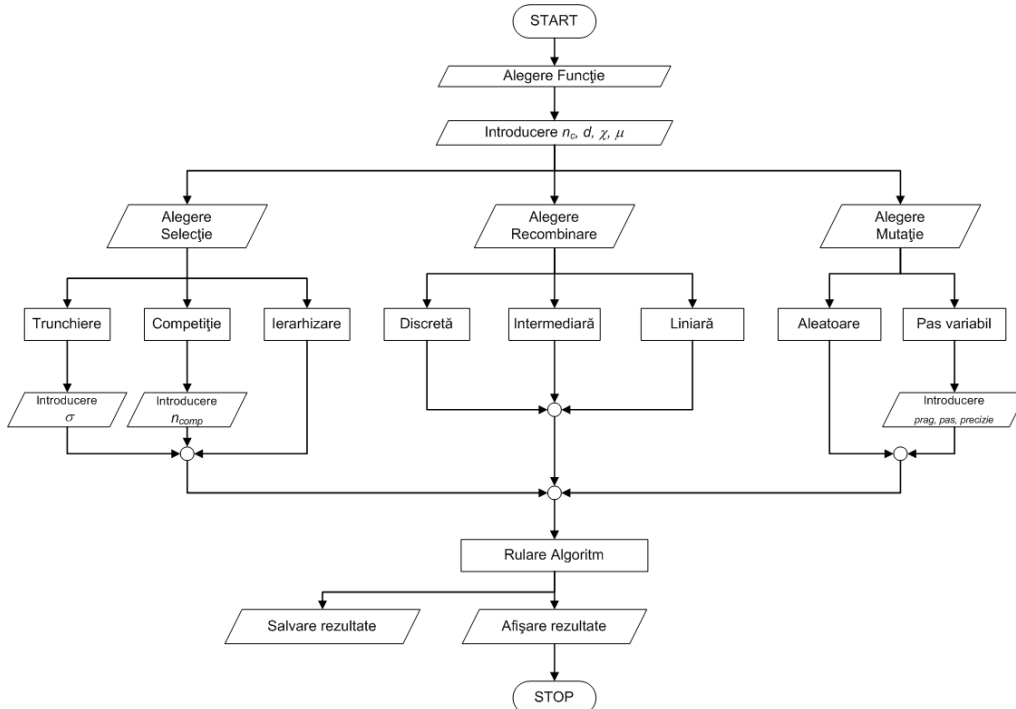 START
Alegere Funcţie
Introducere n_c, d, χ, μ
Alegere
Selecţie
Alegere
Recombinare
Alegere
Mutaţie
Trunchiere
Competiţie
Ierarhizare
Discretă
Intermediară
Liniară
Aleatoare
Pas variabil
Introducere
σ
Introducere
n_comp
Introducere
prag, pas, precizie
Rulare Algoritm
Salvare rezultate
Afişare rezultate
STOP